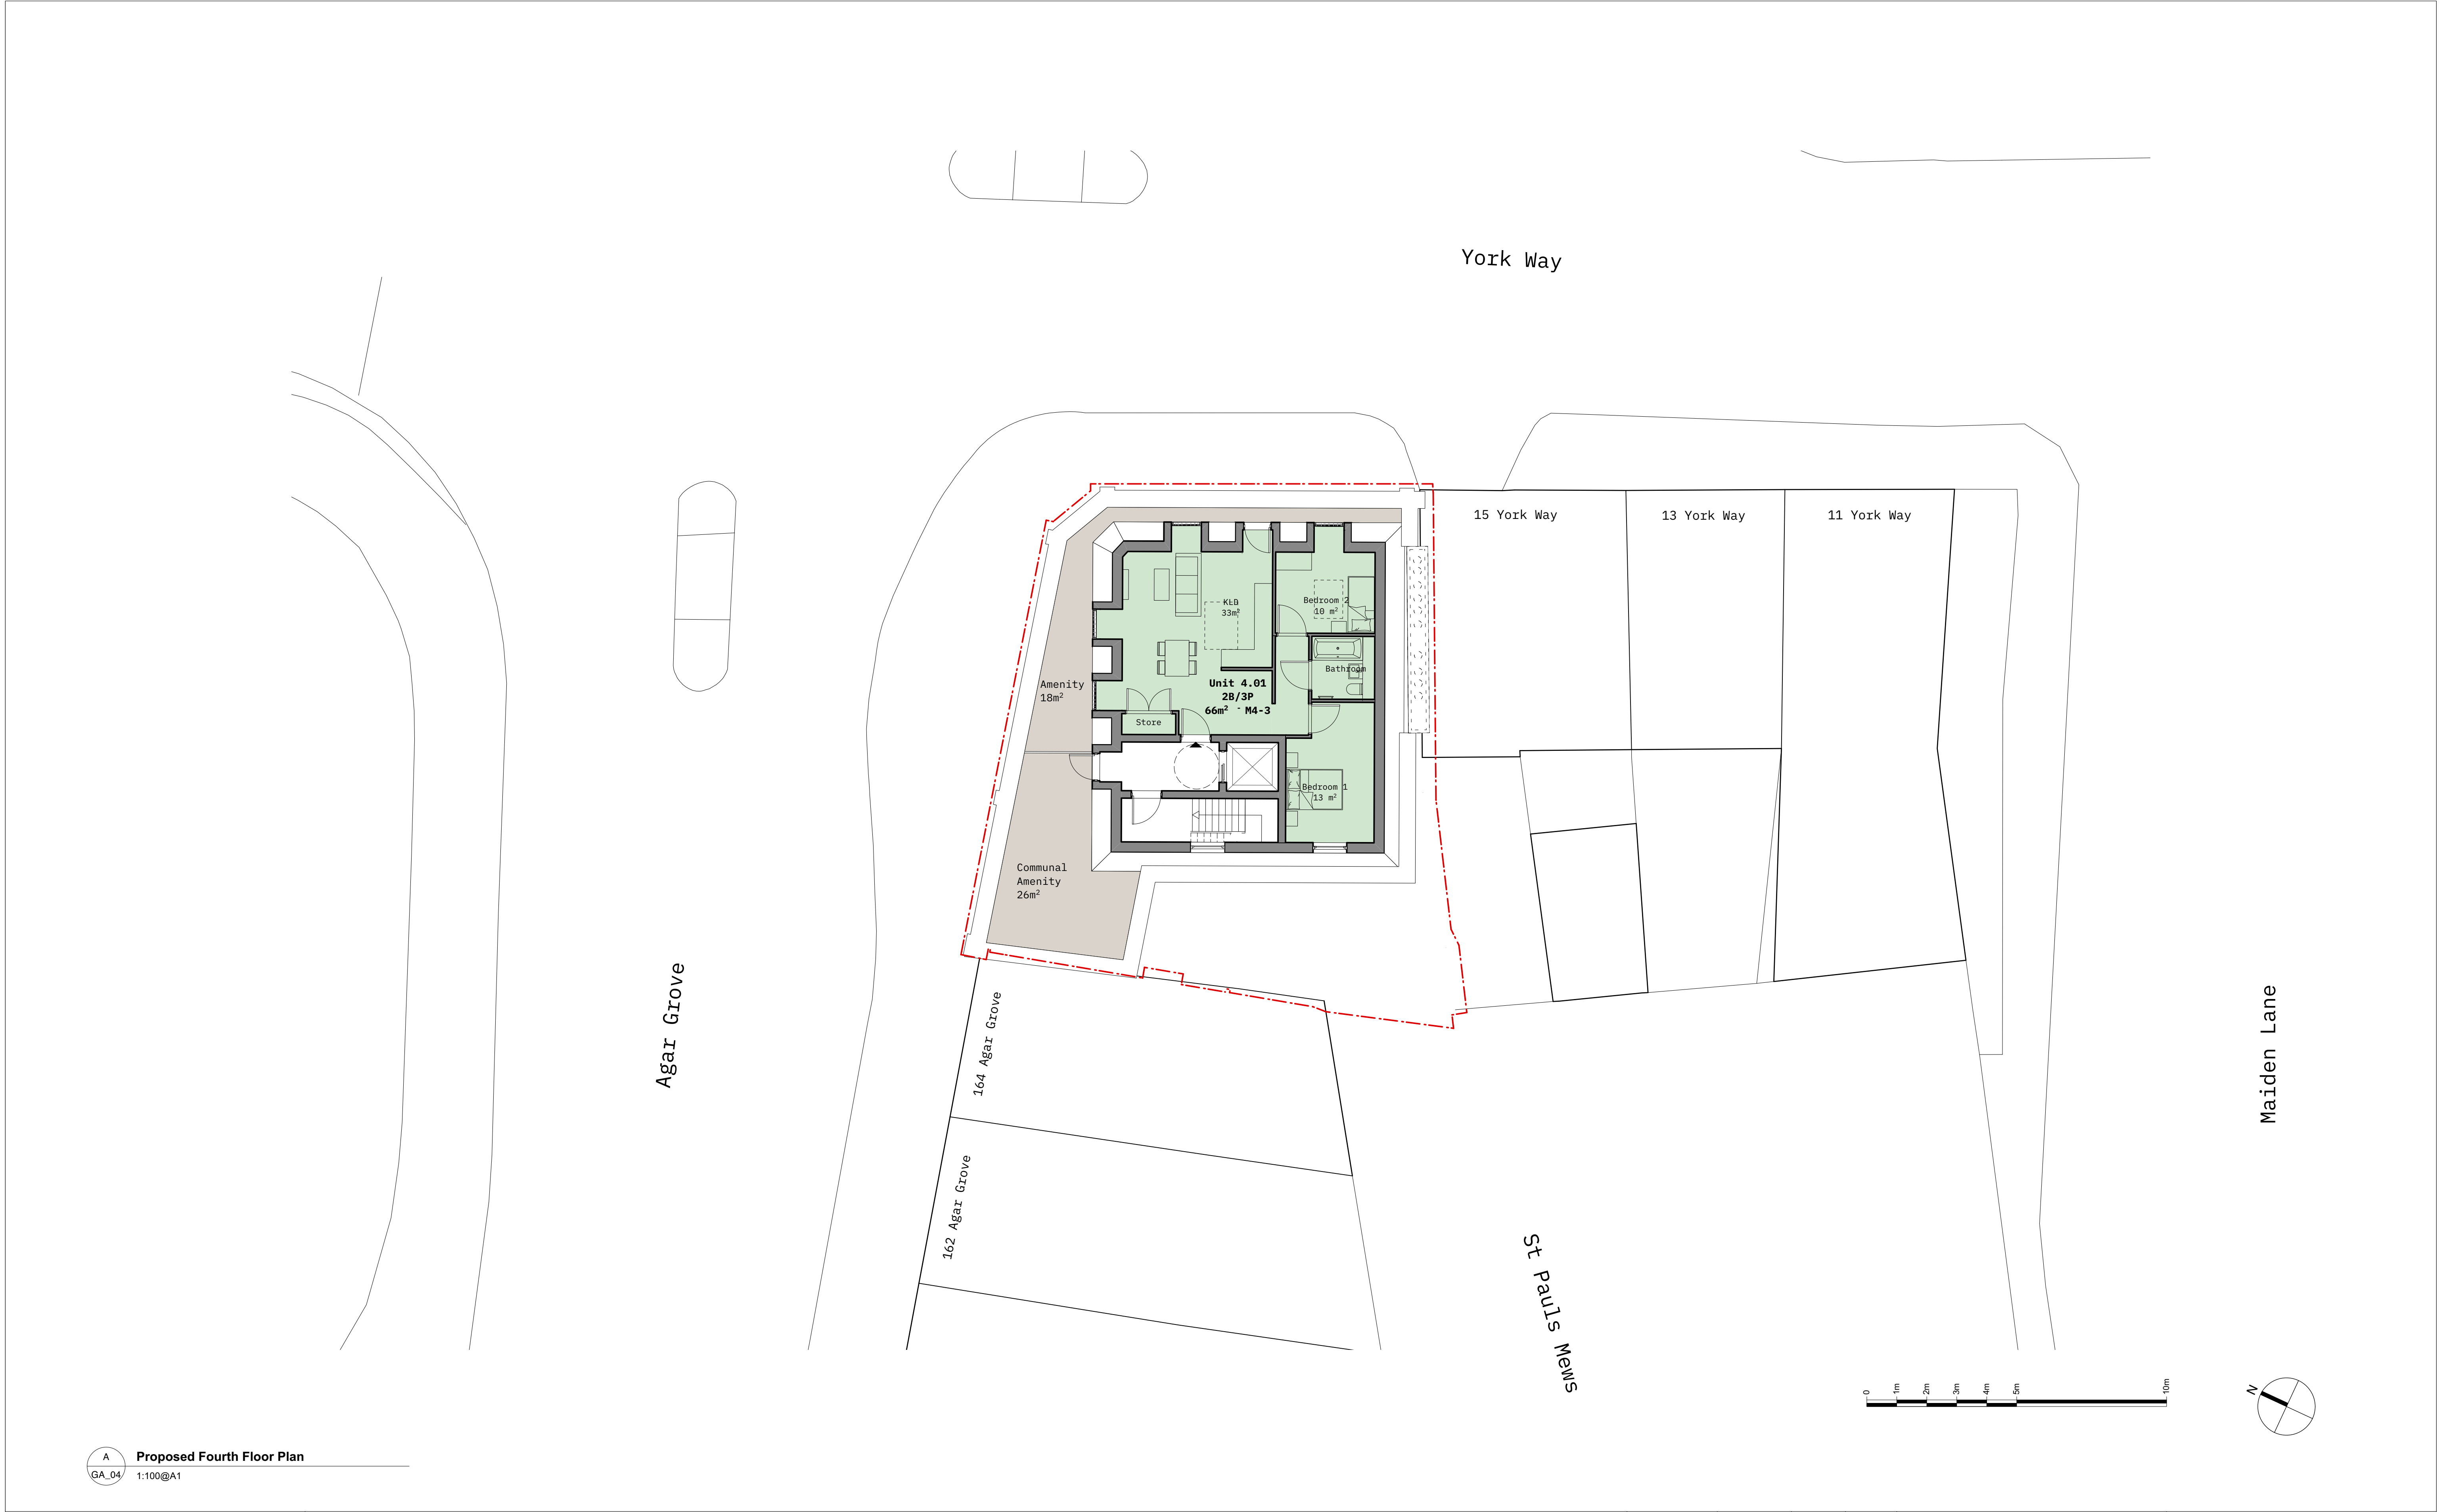 York Way
15 York Way
13 York Way
11 York Way
KLD
33m²
Bedroom 2
10 m²
Bathroom
Amenity
18m²
Unit 4.01
2B/3P
66m² - M4-3
Store
Bedroom 1
13 m²
Communal
Amenity
26m²
Agar Grove
164 Agar Grove
162 Agar Grove
St Pauls Mews
Maiden Lane
0 1m 2m 3m 4m 5m 10m
N
A
GA_04
Proposed Fourth Floor Plan
1:100@A1